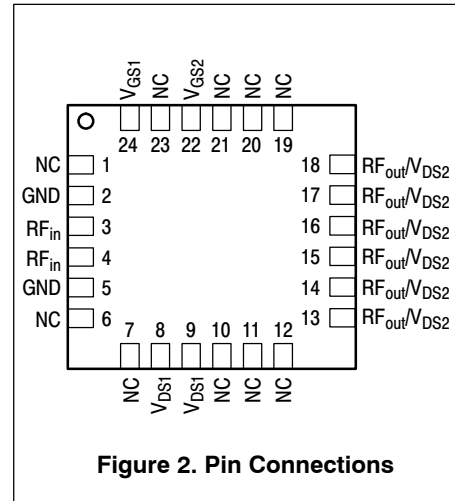 VGS1 NC VGS2 NC NC NC
24 23 22 21 20 19
NC 1
GND 2
RFin 3
RFin 4
GND 5
NC 6
18 RFout/VDS2
17 RFout/VDS2
16 RFout/VDS2
15 RFout/VDS2
14 RFout/VDS2
13 RFout/VDS2
7 8 9 10 11 12
NC VDS1 VDS1 NC NC NC
Figure 2. Pin Connections